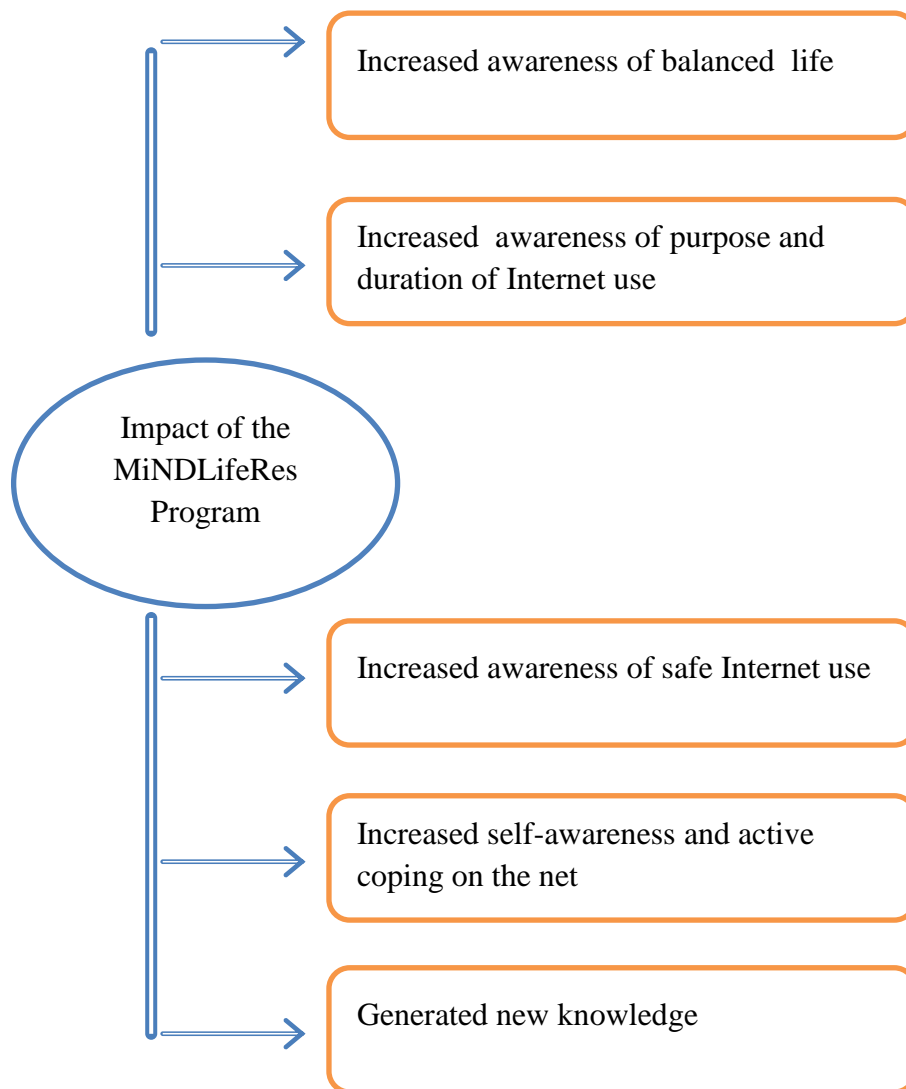 Increased awareness of balanced life
Increased awareness of purpose and
duration of Internet use
Impact of the
MiNDLifeRes
Program
Increased awareness of safe Internet use
Increased self-awareness and active
coping on the net
Generated new knowledge